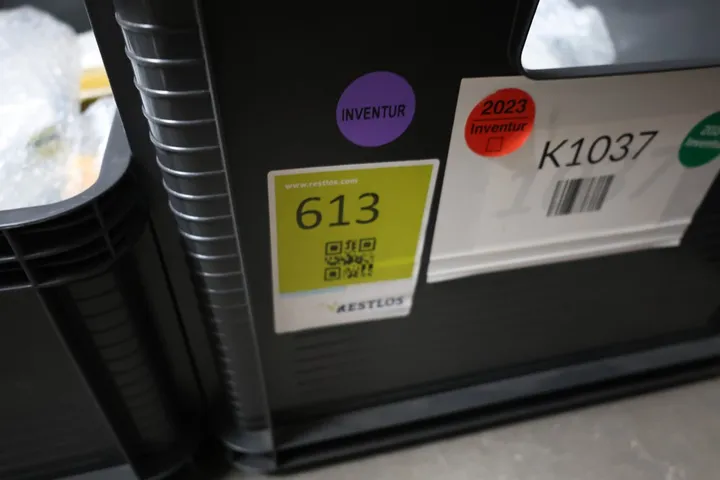 INVENTUR
2023
Inventur
K1037
www.restlos.com
613
RESTLOS